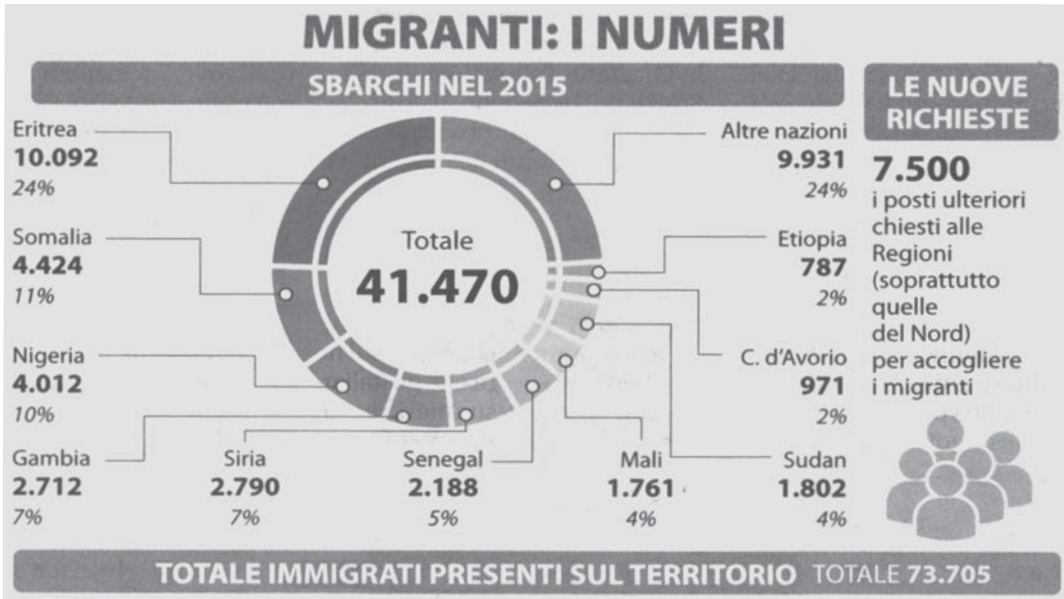 MIGRANTI: I NUMERI
SBARCHI NEL 2015
Eritrea
10.092
24%
Somalia
4.424
11%
Nigeria
4.012
10%
Gambia
2.712
7%
Siria
2.790
7%
Senegal
2.188
5%
Mali
1.761
4%
Sudan
1.802
4%
C. d'Avorio
971
2%
Etiopia
787
2%
Altre nazioni
9.931
24%
Totale
41.470
LE NUOVE
RICHIESTE
7.500
i posti ulteriori
chiesti alle
Regioni
(soprattutto
quelle
del Nord)
per accogliere
i migranti
TOTALE IMMIGRATI PRESENTI SUL TERRITORIO TOTALE 73.705